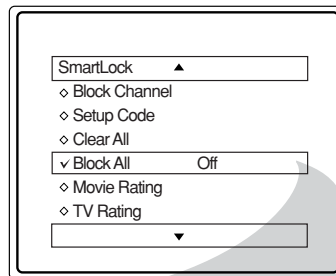 SmartLock
Block Channel
Setup Code
Clear All
Block All Off
Movie Rating
TV Rating